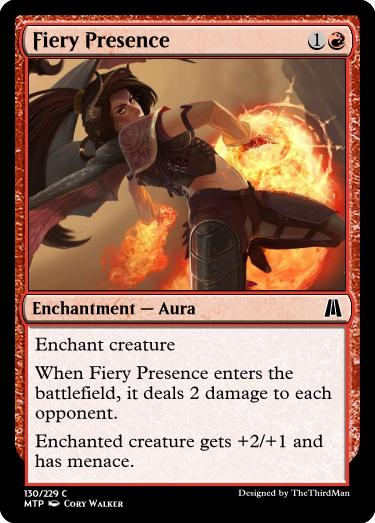 Fiery Presence 1
Enchantment — Aura
Enchant creature
When Fiery Presence enters the
battlefield, it deals 2 damage to each
opponent.
Enchanted creature gets +2/+1 and
has menace.
130/229 C
Designed by TheThirdMan
MTP Cory Walker